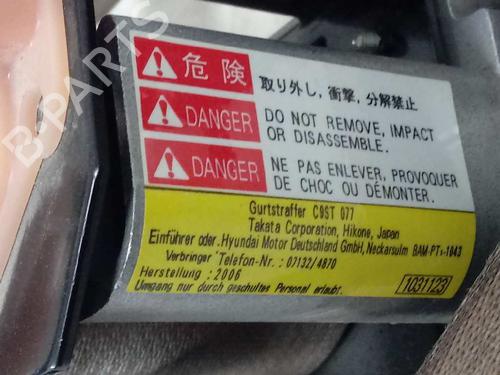 B-PARTS
危険
取り外し, 衝撃, 分解禁止
DANGER
DO NOT REMOVE, IMPACT
OR DISASSEMBLE.
DANGER
NE PAS ENLEVER, PROVOQUER
DE CHOC OU DÉMONTER.
Gurtstraffer C9ST 077
Takata Corporation, Hikone, Japan
Einführer oder. Hyundai Motor Deutschland GmbH, Neckarsulm BAM-PT₁-1043
Verbringer Telefon-Nr.: 07132/4870
Herstellung : 2006
Umgang nur durch geschultes Personal erlaubt.
1031123